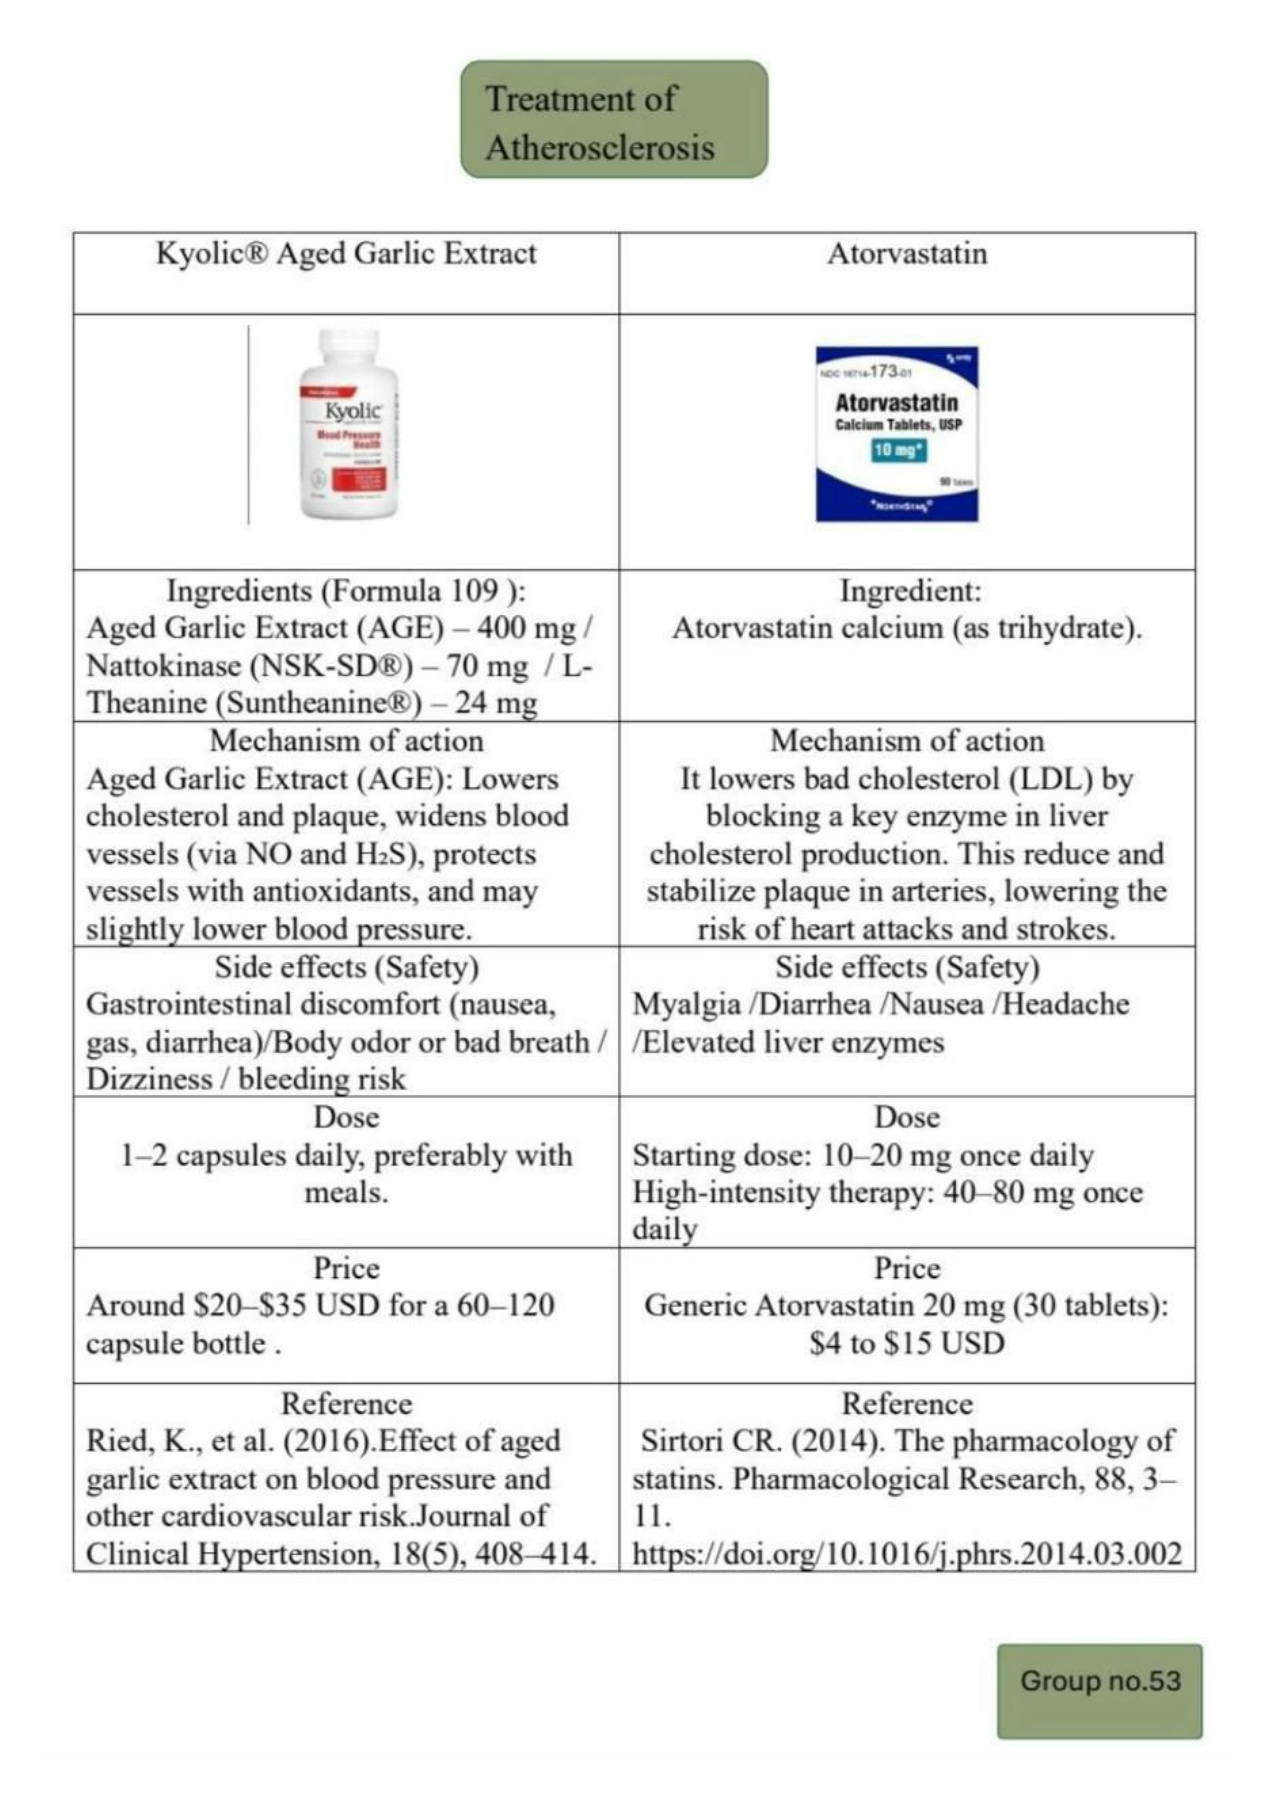 Treatment of
Atherosclerosis
Kyolic® Aged Garlic Extract
Atorvastatin
Kyolic
Blood Pressure
Health
NDC 16714-173-01
Rx only
Atorvastatin
Calcium Tablets, USP
10 mg*
90 Tablets
NORTHSTAR®
Ingredients (Formula 109 ):
Aged Garlic Extract (AGE) – 400 mg /
Nattokinase (NSK-SD®) – 70 mg / L-
Theanine (Suntheanine®) – 24 mg
Ingredient:
Atorvastatin calcium (as trihydrate).
Mechanism of action
Aged Garlic Extract (AGE): Lowers
cholesterol and plaque, widens blood
vessels (via NO and H₂S), protects
vessels with antioxidants, and may
slightly lower blood pressure.
Mechanism of action
It lowers bad cholesterol (LDL) by
blocking a key enzyme in liver
cholesterol production. This reduce and
stabilize plaque in arteries, lowering the
risk of heart attacks and strokes.
Side effects (Safety)
Gastrointestinal discomfort (nausea,
gas, diarrhea)/Body odor or bad breath /
Dizziness / bleeding risk
Side effects (Safety)
Myalgia /Diarrhea /Nausea /Headache
/Elevated liver enzymes
Dose
1–2 capsules daily, preferably with
meals.
Dose
Starting dose: 10–20 mg once daily
High-intensity therapy: 40–80 mg once
daily
Price
Around $20–$35 USD for a 60–120
capsule bottle .
Price
Generic Atorvastatin 20 mg (30 tablets):
$4 to $15 USD
Reference
Ried, K., et al. (2016).Effect of aged
garlic extract on blood pressure and
other cardiovascular risk.Journal of
Clinical Hypertension, 18(5), 408–414.
Reference
Sirtori CR. (2014). The pharmacology of
statins. Pharmacological Research, 88, 3–
11.
https://doi.org/10.1016/j.phrs.2014.03.002
Group no.53